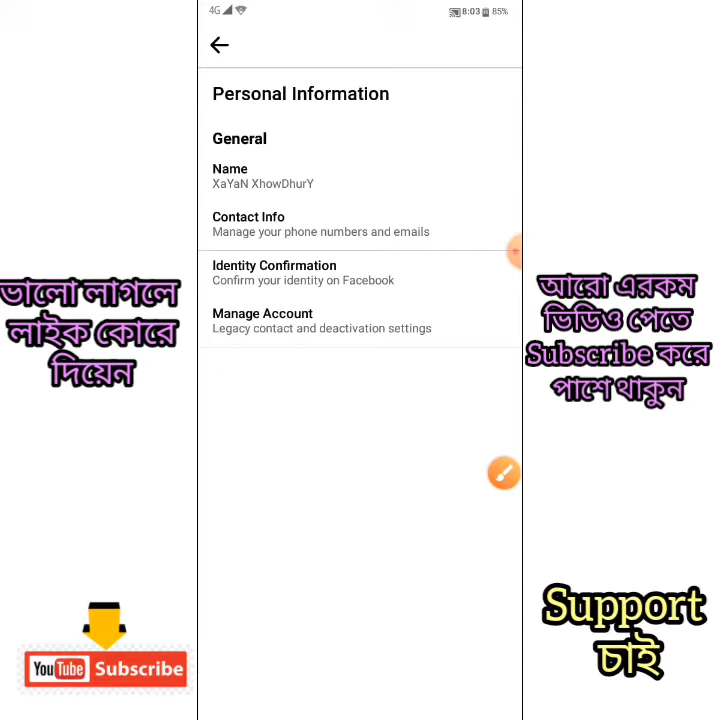 4G
8:03 85%
Personal Information
General
Name
XaYaN XhowDhurY
Contact Info
Manage your phone numbers and emails
Identity Confirmation
Confirm your identity on Facebook
Manage Account
Legacy contact and deactivation settings
ভালো লাগলে
লাইক কোরে
দিয়েন
YouTube Subscribe
আরো এরকম
ভিডিও পেতে
Subscribe করে
পাশে থাকুন
Support
চাই